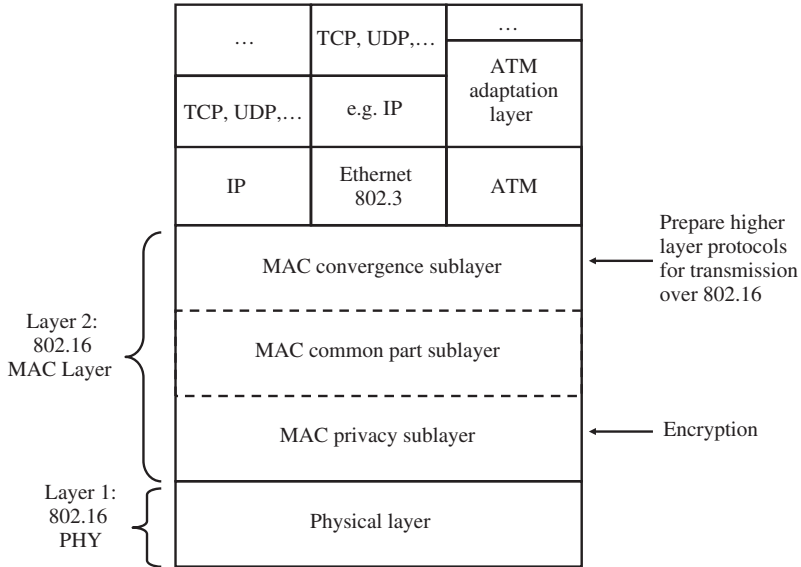 …
TCP, UDP,…
…
TCP, UDP,…
e.g. IP
ATM
adaptation
layer
IP
Ethernet
802.3
ATM
MAC convergence sublayer
Prepare higher
layer protocols
for transmission
over 802.16
Layer 2:
802.16
MAC Layer
MAC common part sublayer
MAC privacy sublayer
Encryption
Layer 1:
802.16
PHY
Physical layer